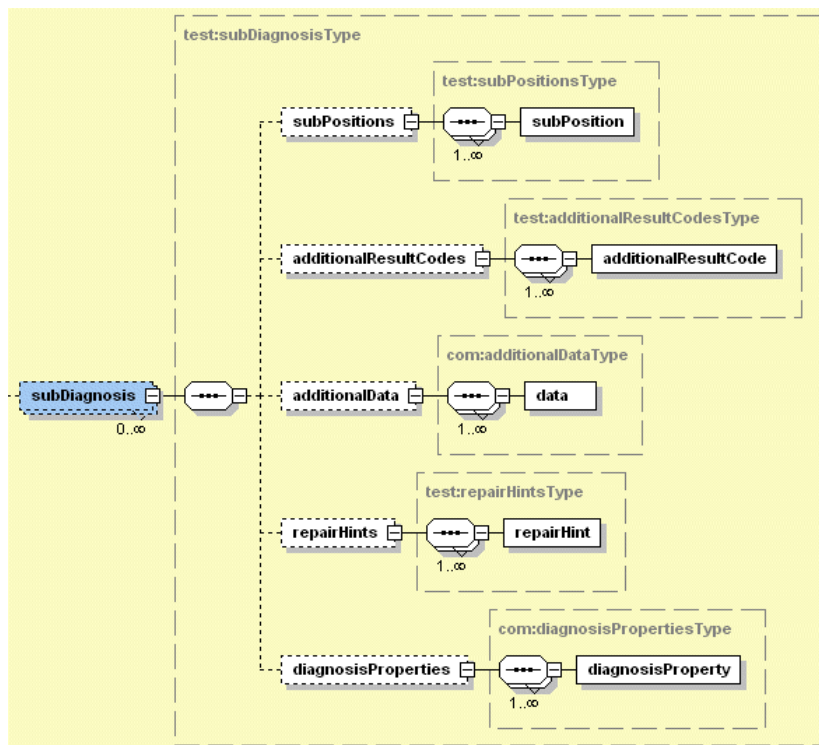 test:subDiagnosisType
test:subPositionsType
subPositions
subPosition
1..∞
test:additionalResultCodesType
additionalResultCodes
additionalResultCode
1..∞
com:additionalDataType
subDiagnosis
additionalData
data
0..∞
1..∞
test:repairHintsType
repairHints
repairHint
1..∞
com:diagnosisPropertiesType
diagnosisProperties
diagnosisProperty
1..∞